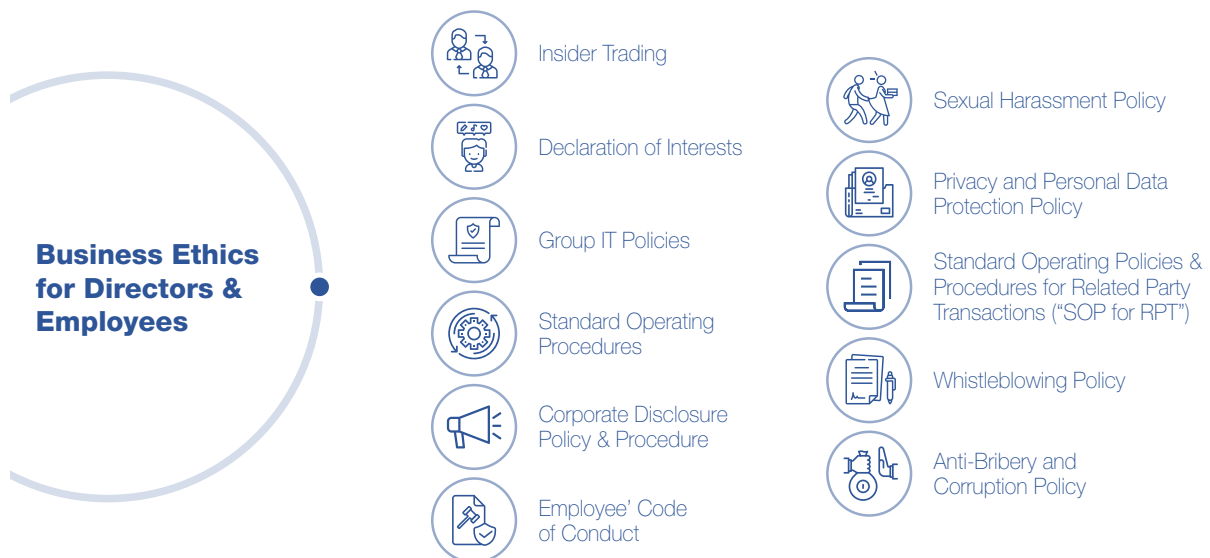 Business Ethics
for Directors &
Employees
Insider Trading
Declaration of Interests
Group IT Policies
Standard Operating
Procedures
Corporate Disclosure
Policy & Procedure
Employee’ Code
of Conduct
Sexual Harassment Policy
Privacy and Personal Data
Protection Policy
Standard Operating Policies &
Procedures for Related Party
Transactions (“SOP for RPT”)
Whistleblowing Policy
Anti-Bribery and
Corruption Policy